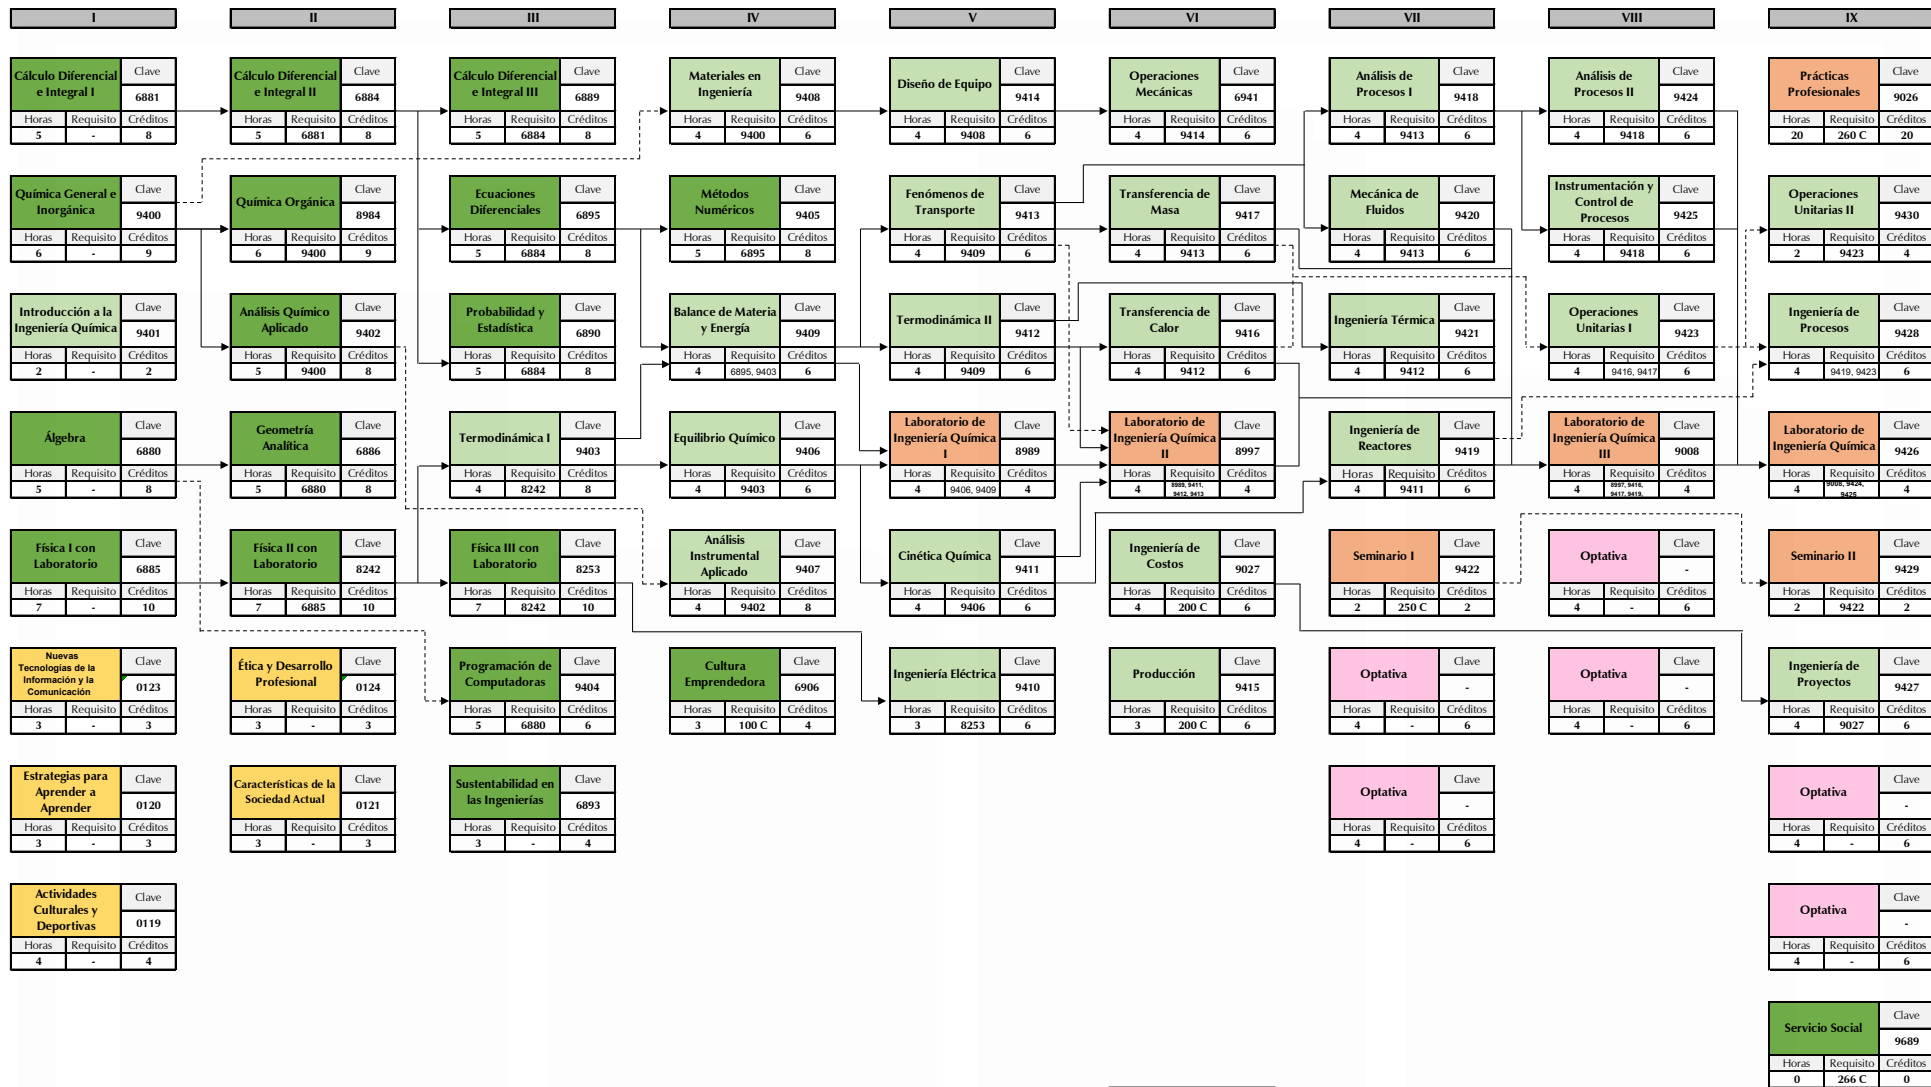 I
Cálculo Diferencial
e Integral I
Clave
6881
Horas Requisito Créditos
5 - 8
Química General e
Inorgánica
Clave
9400
Horas Requisito Créditos
6 - 9
Introducción a la
Ingeniería Química
Clave
9401
Horas Requisito Créditos
2 - 2
Álgebra
Clave
6880
Horas Requisito Créditos
5 - 8
Física I con
Laboratorio
Clave
6885
Horas Requisito Créditos
7 - 10
Nuevas
Tecnologías de la
Información y la
Comunicación
Clave
0123
Horas Requisito Créditos
3 - 3
Estrategias para
Aprender a
Aprender
Clave
0120
Horas Requisito Créditos
3 - 3
Actividades
Culturales y
Deportivas
Clave
0119
Horas Requisito Créditos
4 - 4
II
Cálculo Diferencial
e Integral II
Clave
6884
Horas Requisito Créditos
5 6881 8
Química Orgánica
Clave
8984
Horas Requisito Créditos
6 9400 9
Análisis Químico
Aplicado
Clave
9402
Horas Requisito Créditos
5 9400 8
Geometría
Analítica
Clave
6886
Horas Requisito Créditos
5 6880 8
Física II con
Laboratorio
Clave
8242
Horas Requisito Créditos
7 6885 10
Ética y Desarrollo
Profesional
Clave
0124
Horas Requisito Créditos
3 - 3
Características de la
Sociedad Actual
Clave
0121
Horas Requisito Créditos
3 - 3
III
Cálculo Diferencial
e Integral III
Clave
6889
Horas Requisito Créditos
5 6884 8
Ecuaciones
Diferenciales
Clave
6895
Horas Requisito Créditos
5 6884 8
Probabilidad y
Estadística
Clave
6890
Horas Requisito Créditos
5 6884 8
Termodinámica I
Clave
9403
Horas Requisito Créditos
4 8242 8
Física III con
Laboratorio
Clave
8253
Horas Requisito Créditos
7 8242 10
Programación de
Computadoras
Clave
9404
Horas Requisito Créditos
5 6880 6
Sustentabilidad en
las Ingenierías
Clave
6893
Horas Requisito Créditos
3 - 4
IV
Materiales en
Ingeniería
Clave
9408
Horas Requisito Créditos
4 9400 6
Métodos
Numéricos
Clave
9405
Horas Requisito Créditos
5 6895 8
Balance de Materia
y Energía
Clave
9409
Horas Requisito Créditos
4 6895, 9403 6
Equilibrio Químico
Clave
9406
Horas Requisito Créditos
4 9403 6
Análisis
Instrumental
Aplicado
Clave
9407
Horas Requisito Créditos
4 9402 8
Cultura
Emprendedora
Clave
6906
Horas Requisito Créditos
3 100 C 4
V
Diseño de Equipo
Clave
9414
Horas Requisito Créditos
4 9408 6
Fenómenos de
Transporte
Clave
9413
Horas Requisito Créditos
4 9409 6
Termodinámica II
Clave
9412
Horas Requisito Créditos
4 9409 6
Laboratorio de
Ingeniería Química
I
Clave
8989
Horas Requisito Créditos
4 9406, 9409 4
Cinética Química
Clave
9411
Horas Requisito Créditos
4 9406 6
Ingeniería Eléctrica
Clave
9410
Horas Requisito Créditos
3 8253 6
VI
Operaciones
Mecánicas
Clave
6941
Horas Requisito Créditos
4 9414 6
Transferencia de
Masa
Clave
9417
Horas Requisito Créditos
4 9413 6
Transferencia de
Calor
Clave
9416
Horas Requisito Créditos
4 9412 6
Laboratorio de
Ingeniería Química
II
Clave
8997
Horas Requisito Créditos
4 8989, 9411,
9412, 9413 4
Ingeniería de
Costos
Clave
9027
Horas Requisito Créditos
4 200 C 6
Producción
Clave
9415
Horas Requisito Créditos
3 200 C 6
VII
Análisis de
Procesos I
Clave
9418
Horas Requisito Créditos
4 9413 6
Mecánica de
Fluidos
Clave
9420
Horas Requisito Créditos
4 9413 6
Ingeniería Térmica
Clave
9421
Horas Requisito Créditos
4 9412 6
Ingeniería de
Reactores
Clave
9419
Horas Requisito Créditos
4 9411 6
Seminario I
Clave
9422
Horas Requisito Créditos
2 250 C 2
Optativa
Clave
-
Horas Requisito Créditos
4 - 6
Optativa
Clave
-
Horas Requisito Créditos
4 - 6
VIII
Análisis de
Procesos II
Clave
9424
Horas Requisito Créditos
4 9418 6
Instrumentación y
Control de
Procesos
Clave
9425
Horas Requisito Créditos
4 9418 6
Operaciones
Unitarias I
Clave
9423
Horas Requisito Créditos
4 9416, 9417 6
Laboratorio de
Ingeniería Química
III
Clave
9008
Horas Requisito Créditos
4 8997, 9416,
9417, 9419, 4
Optativa
Clave
-
Horas Requisito Créditos
4 - 6
Optativa
Clave
-
Horas Requisito Créditos
4 - 6
IX
Prácticas
Profesionales
Clave
9026
Horas Requisito Créditos
20 260 C 20
Operaciones
Unitarias II
Clave
9430
Horas Requisito Créditos
2 9423 4
Ingeniería de
Procesos
Clave
9428
Horas Requisito Créditos
4 9419, 9423 6
Laboratorio de
Ingeniería Química
Clave
9426
Horas Requisito Créditos
4 9008, 9424,
9425 4
Seminario II
Clave
9429
Horas Requisito Créditos
2 9422 2
Ingeniería de
Proyectos
Clave
9427
Horas Requisito Créditos
4 9027 6
Optativa
Clave
-
Horas Requisito Créditos
4 - 6
Optativa
Clave
-
Horas Requisito Créditos
4 - 6
Servicio Social
Clave
9689
Horas Requisito Créditos
0 266 C 0